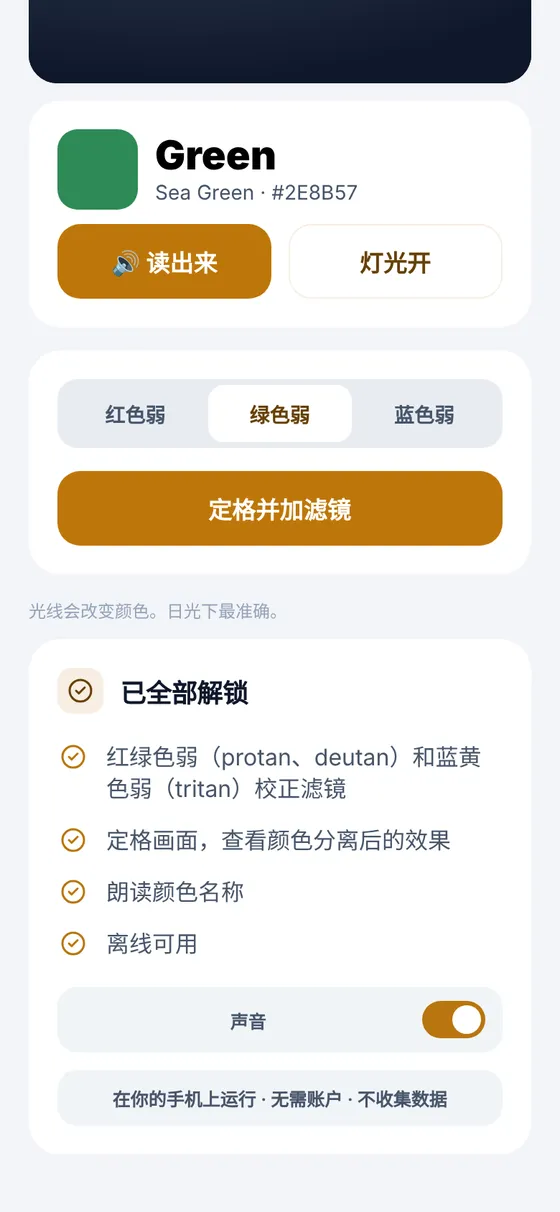 Green
Sea Green · #2E8B57
🔊 读出来
灯光开
红色弱
绿色弱
蓝色弱
定格并加滤镜
光线会改变颜色。日光下最准确。
已全部解锁
红绿色弱（protan、deutan）和蓝黄
色弱（tritan）校正滤镜
定格画面，查看颜色分离后的效果
朗读颜色名称
离线可用
声音
在你的手机上运行 · 无需账户 · 不收集数据